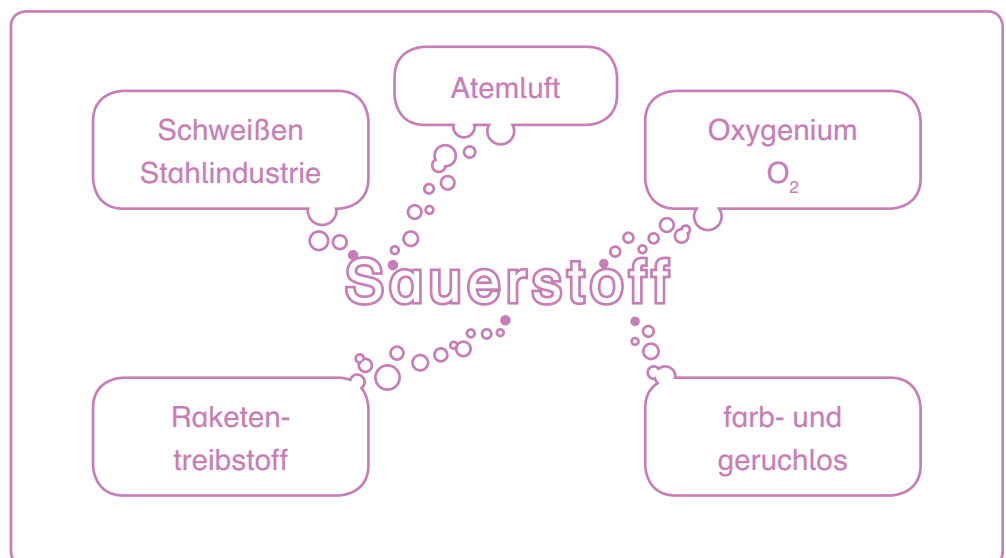 Atemluft
Schweißen
Stahlindustrie
Oxygenium
O₂
Sauerstoff
Raketen-
treibstoff
farb- und
geruchlos